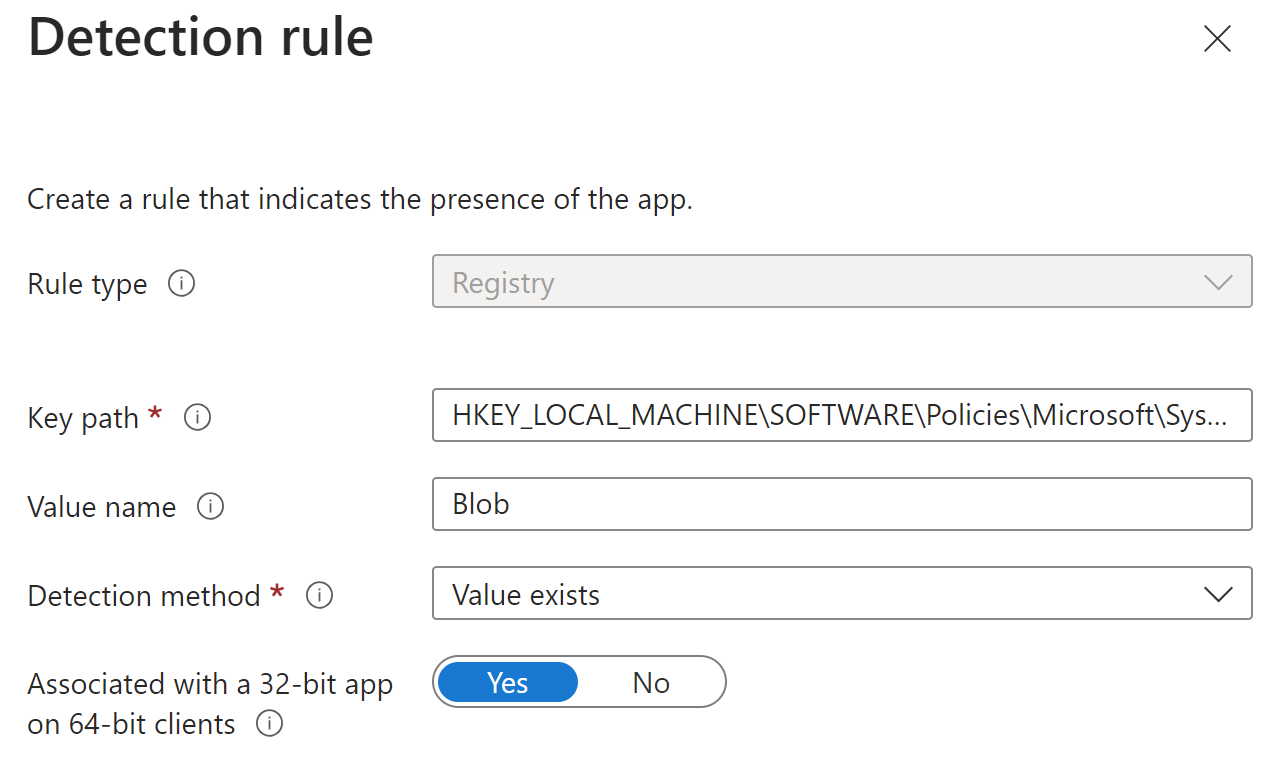 Detection rule
Create a rule that indicates the presence of the app.
Rule type
Registry
Key path *
HKEY_LOCAL_MACHINE\SOFTWARE\Policies\Microsoft\Sys...
Value name
Blob
Detection method *
Value exists
Associated with a 32-bit app
on 64-bit clients
Yes No